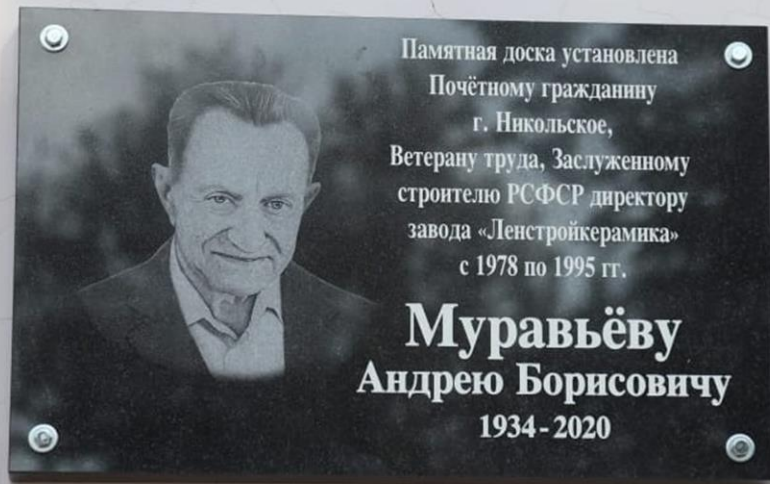 Памятная доска установлена
Почётному гражданину
г. Никольское,
Ветерану труда, Заслуженному
строителю РСФСР директору
завода «Ленстройкерамика»
с 1978 по 1995 гг.
Муравьёву
Андрею Борисовичу
1934-2020